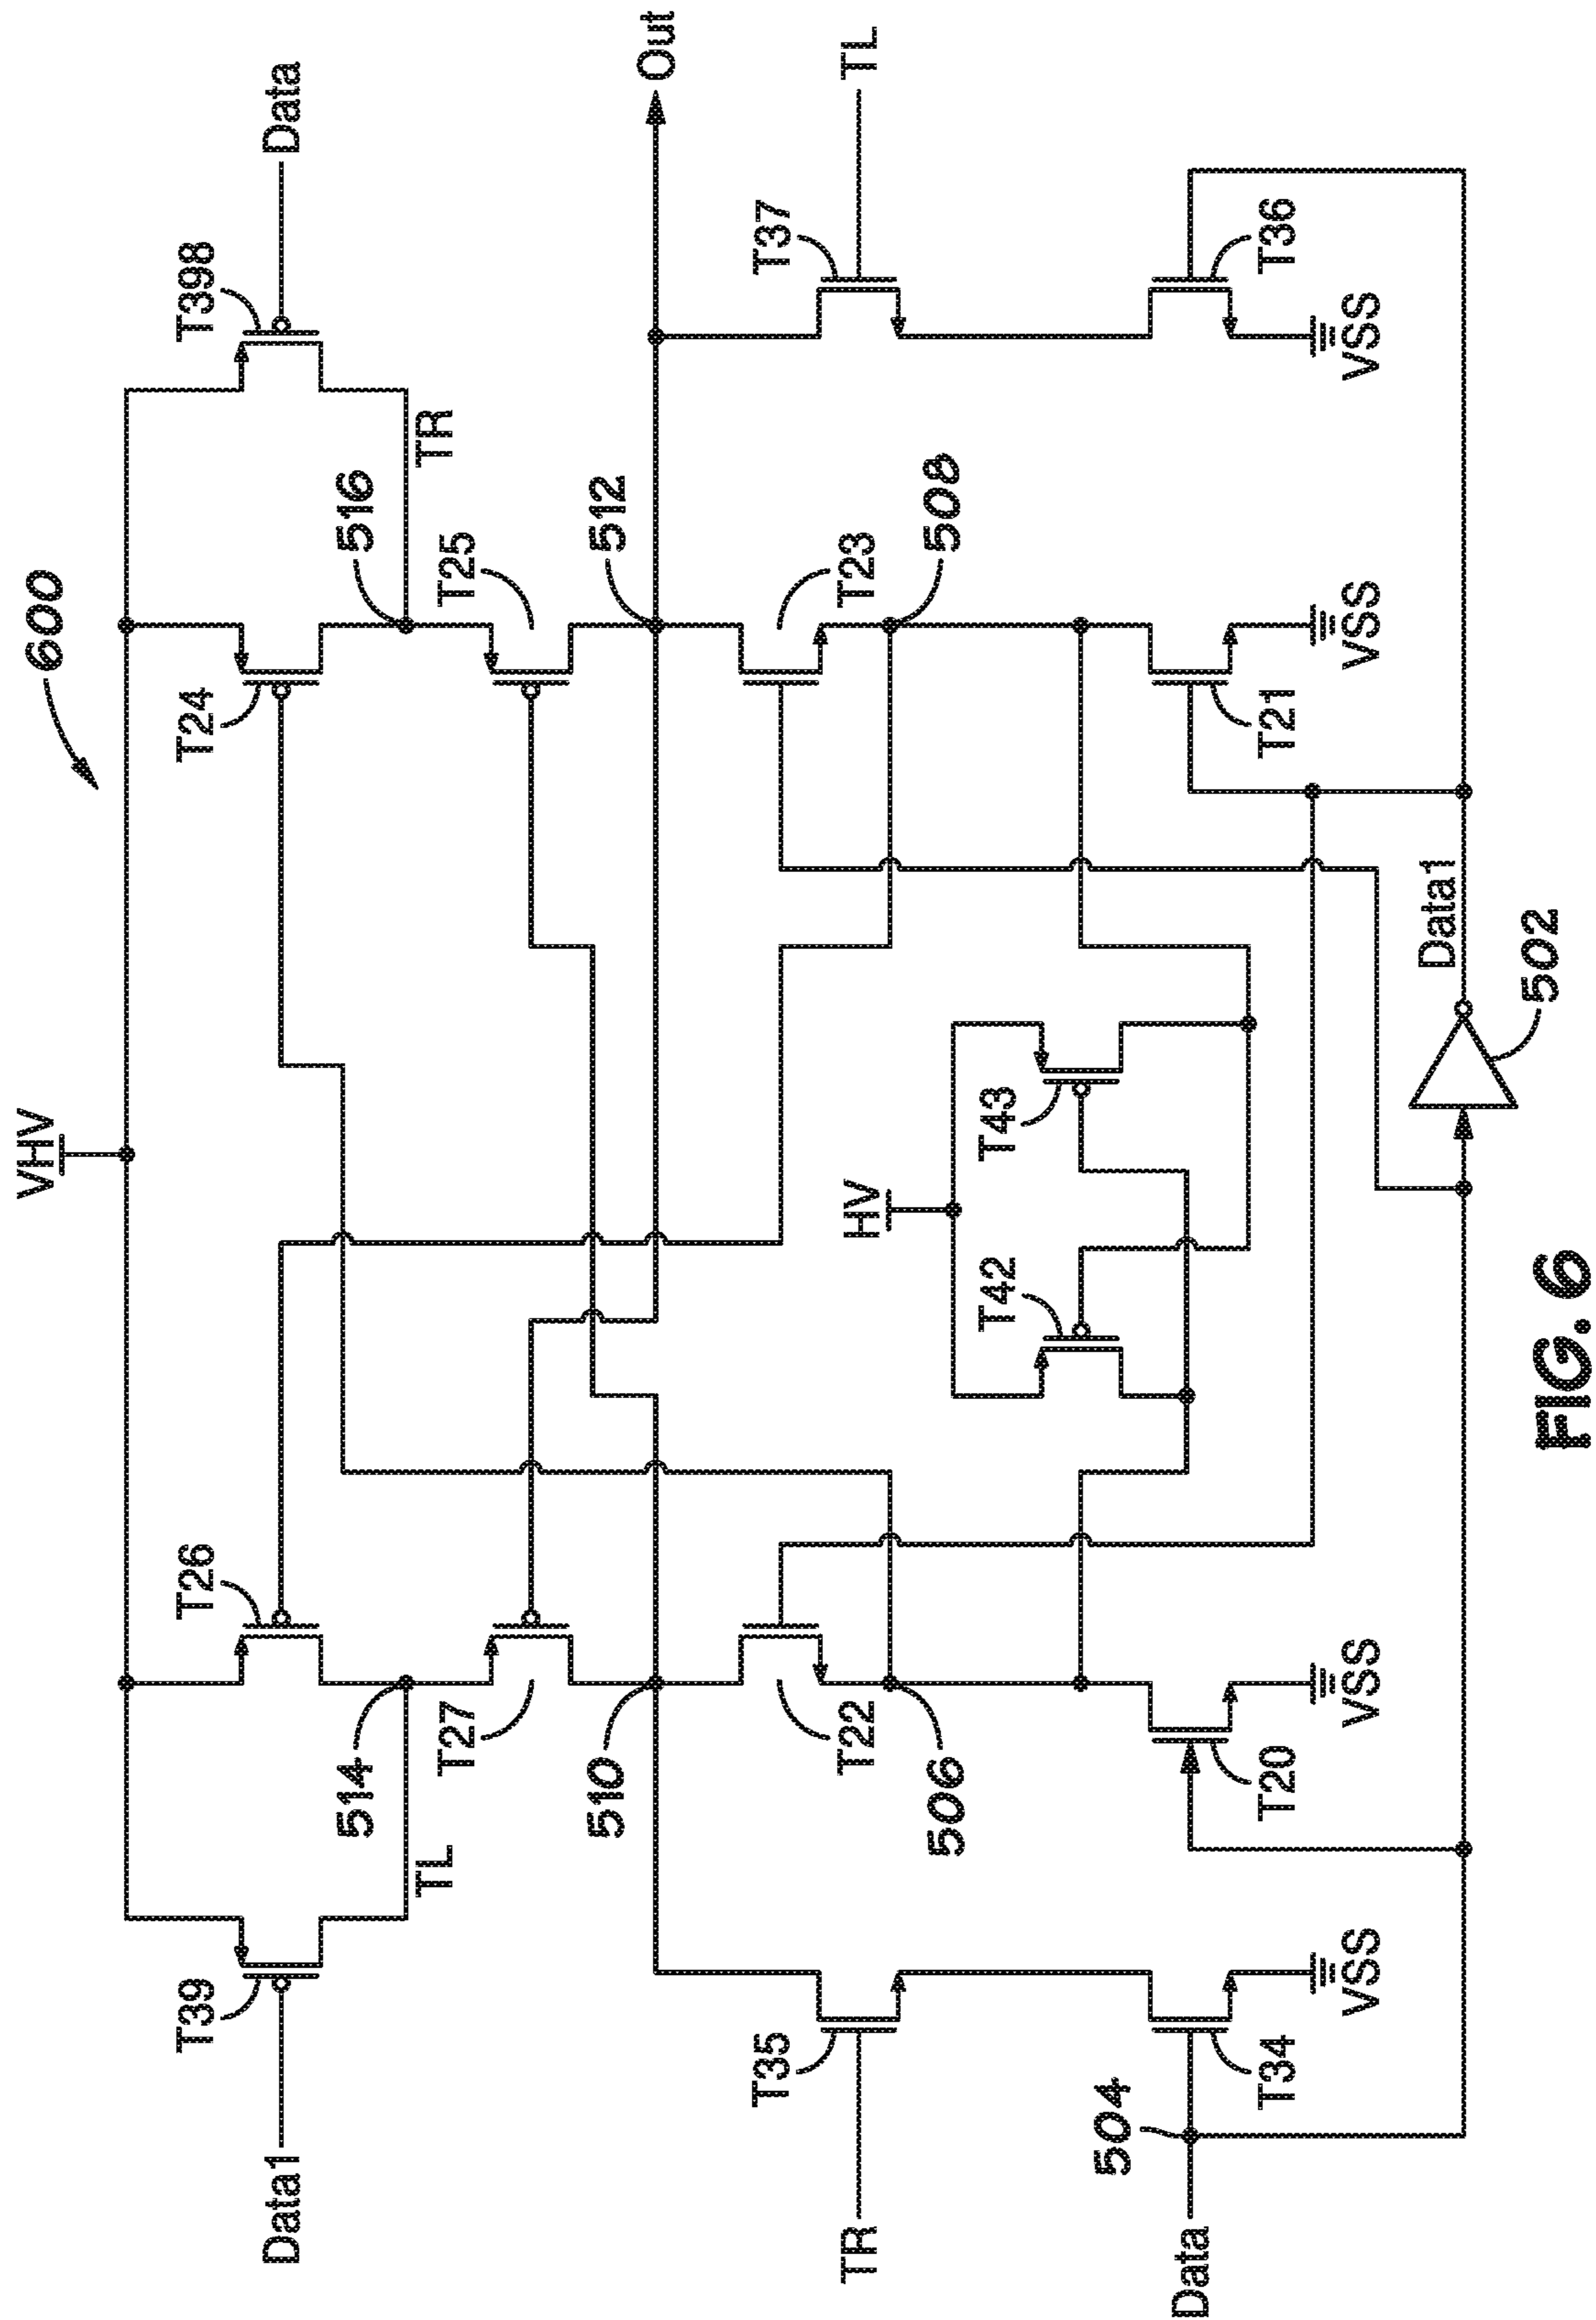 600
VHV
T39
T26
T24
T398
Data1
Data
TL
514
516
TR
T27
T25
510
512
Out
T22
T23
506
508
HV
T42
T43
T35
T37
TR
TL
504
Data
T34
T20
T21
T36
VSS
VSS
VSS
VSS
Data1
502
FIG. 6